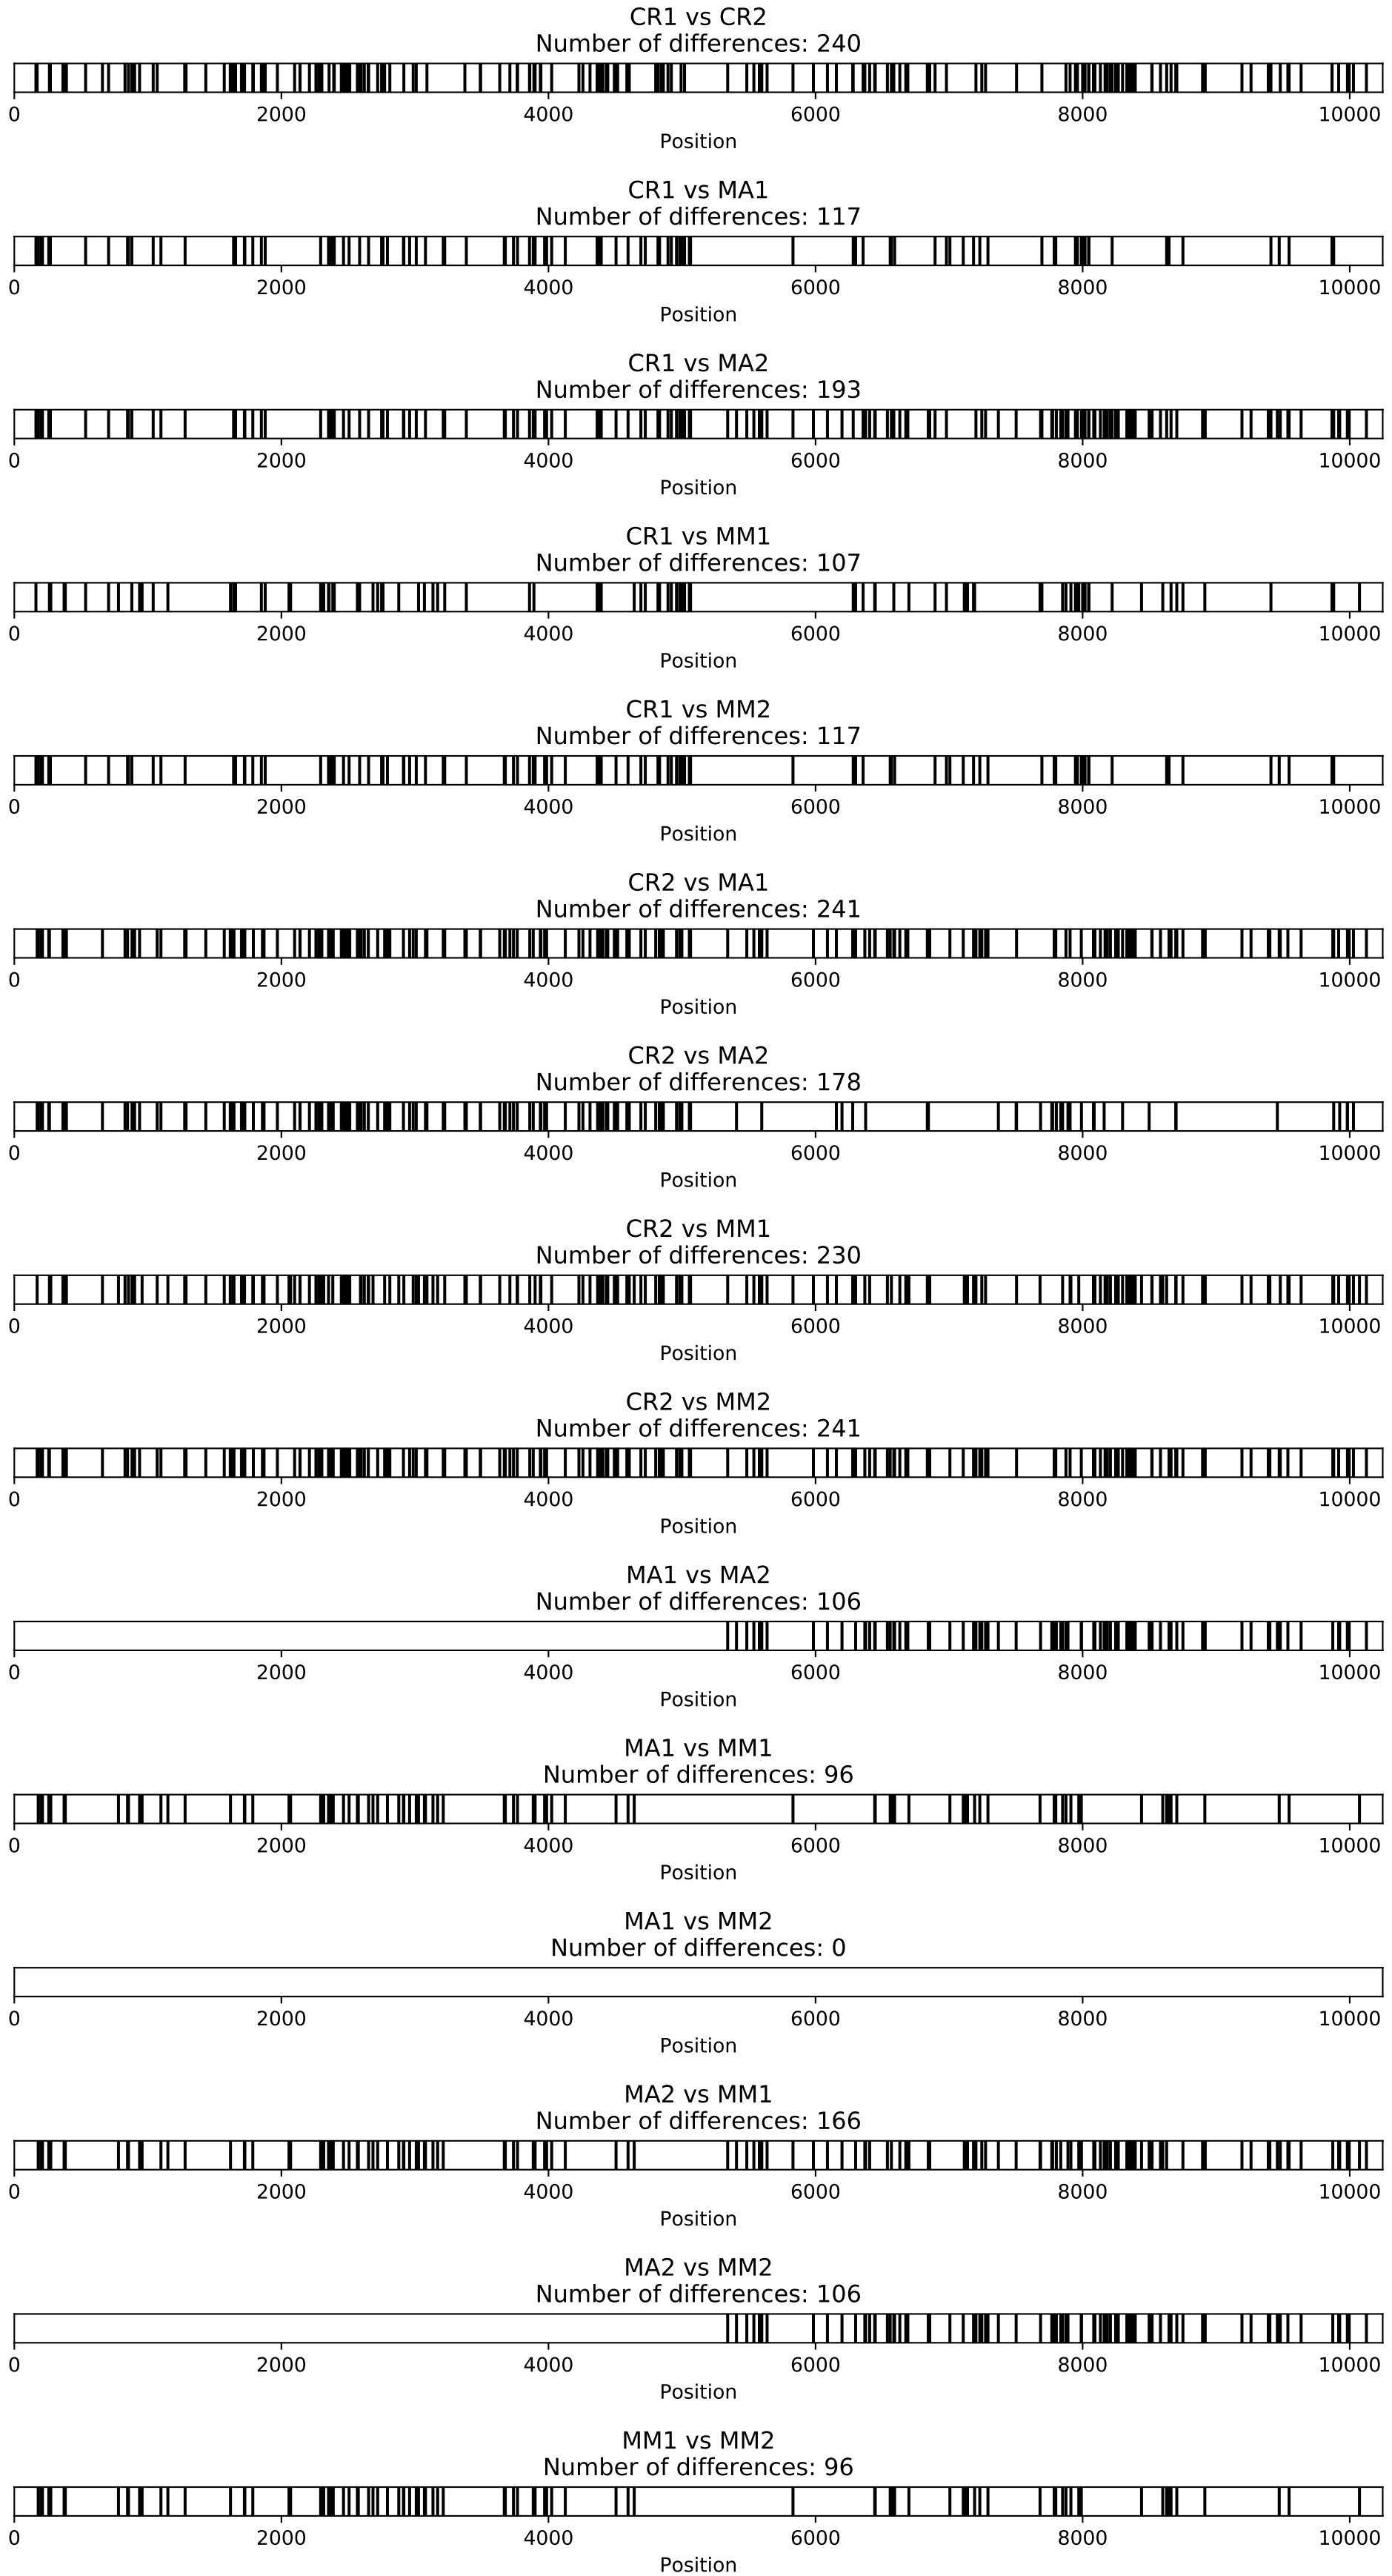 CR1 vs CR2
Number of differences: 240
0 2000 4000 6000 8000 10000
Position
CR1 vs MA1
Number of differences: 117
0 2000 4000 6000 8000 10000
Position
CR1 vs MA2
Number of differences: 193
0 2000 4000 6000 8000 10000
Position
CR1 vs MM1
Number of differences: 107
0 2000 4000 6000 8000 10000
Position
CR1 vs MM2
Number of differences: 117
0 2000 4000 6000 8000 10000
Position
CR2 vs MA1
Number of differences: 241
0 2000 4000 6000 8000 10000
Position
CR2 vs MA2
Number of differences: 178
0 2000 4000 6000 8000 10000
Position
CR2 vs MM1
Number of differences: 230
0 2000 4000 6000 8000 10000
Position
CR2 vs MM2
Number of differences: 241
0 2000 4000 6000 8000 10000
Position
MA1 vs MA2
Number of differences: 106
0 2000 4000 6000 8000 10000
Position
MA1 vs MM1
Number of differences: 96
0 2000 4000 6000 8000 10000
Position
MA1 vs MM2
Number of differences: 0
0 2000 4000 6000 8000 10000
Position
MA2 vs MM1
Number of differences: 166
0 2000 4000 6000 8000 10000
Position
MA2 vs MM2
Number of differences: 106
0 2000 4000 6000 8000 10000
Position
MM1 vs MM2
Number of differences: 96
0 2000 4000 6000 8000 10000
Position